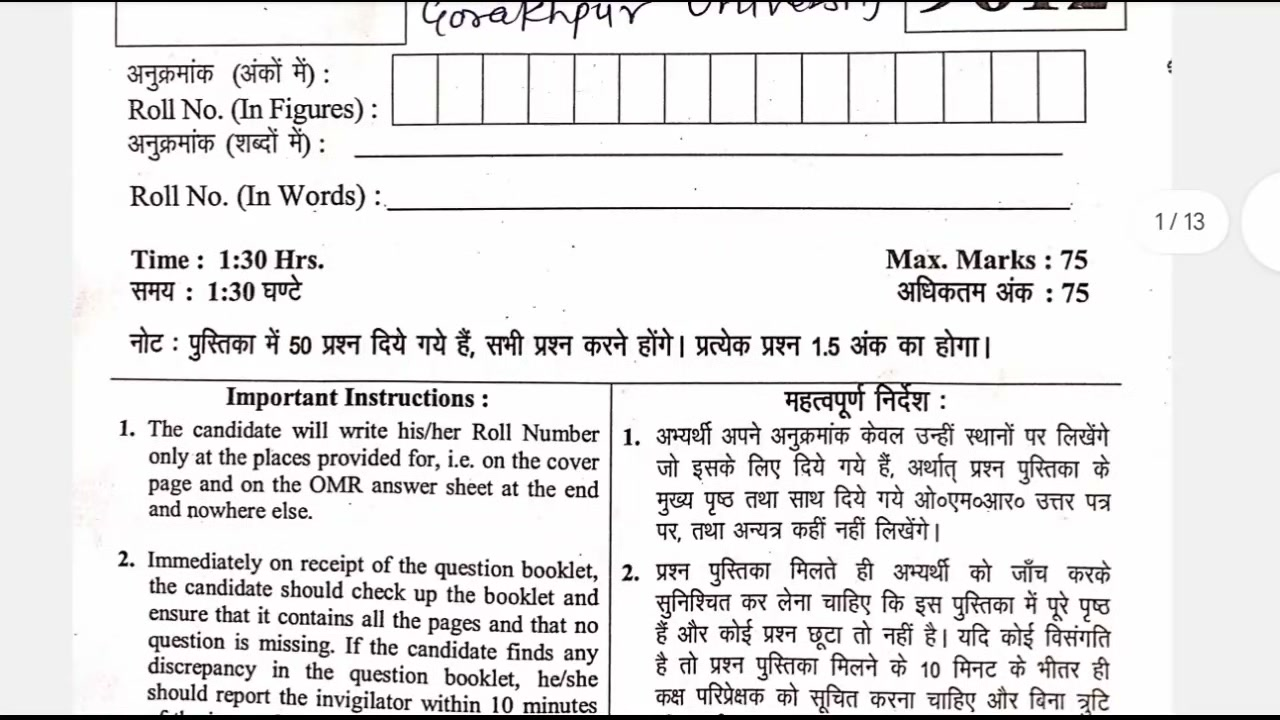 Gorakhpur University
अनुक्रमांक (अंकों में) :
Roll No. (In Figures) :
अनुक्रमांक (शब्दों में) :
Roll No. (In Words) :
1 / 13
Time : 1:30 Hrs.
Max. Marks : 75
समय : 1:30 घण्टे
अधिकतम अंक : 75
नोट : पुस्तिका में 50 प्रश्न दिये गये हैं, सभी प्रश्न करने होंगे। प्रत्येक प्रश्न 1.5 अंक का होगा।
Important Instructions :
1. The candidate will write his/her Roll Number
only at the places provided for, i.e. on the cover
page and on the OMR answer sheet at the end
and nowhere else.
2. Immediately on receipt of the question booklet,
the candidate should check up the booklet and
ensure that it contains all the pages and that no
question is missing. If the candidate finds any
discrepancy in the question booklet, he/she
should report the invigilator within 10 minutes
महत्वपूर्ण निर्देश :
1. अभ्यर्थी अपने अनुक्रमांक केवल उन्हीं स्थानों पर लिखेंगे
जो इसके लिए दिये गये हैं, अर्थात् प्रश्न पुस्तिका के
मुख्य पृष्ठ तथा साथ दिये गये ओ०एम०आर० उत्तर पत्र
पर, तथा अन्यत्र कहीं नहीं लिखेंगे।
2. प्रश्न पुस्तिका मिलते ही अभ्यर्थी को जाँच करके
सुनिश्चित कर लेना चाहिए कि इस पुस्तिका में पूरे पृष्ठ
हैं और कोई प्रश्न छूटा तो नहीं है। यदि कोई विसंगति
है तो प्रश्न पुस्तिका मिलने के 10 मिनट के भीतर ही
कक्ष परिप्रेक्षक को सूचित करना चाहिए और बिना त्रुटि